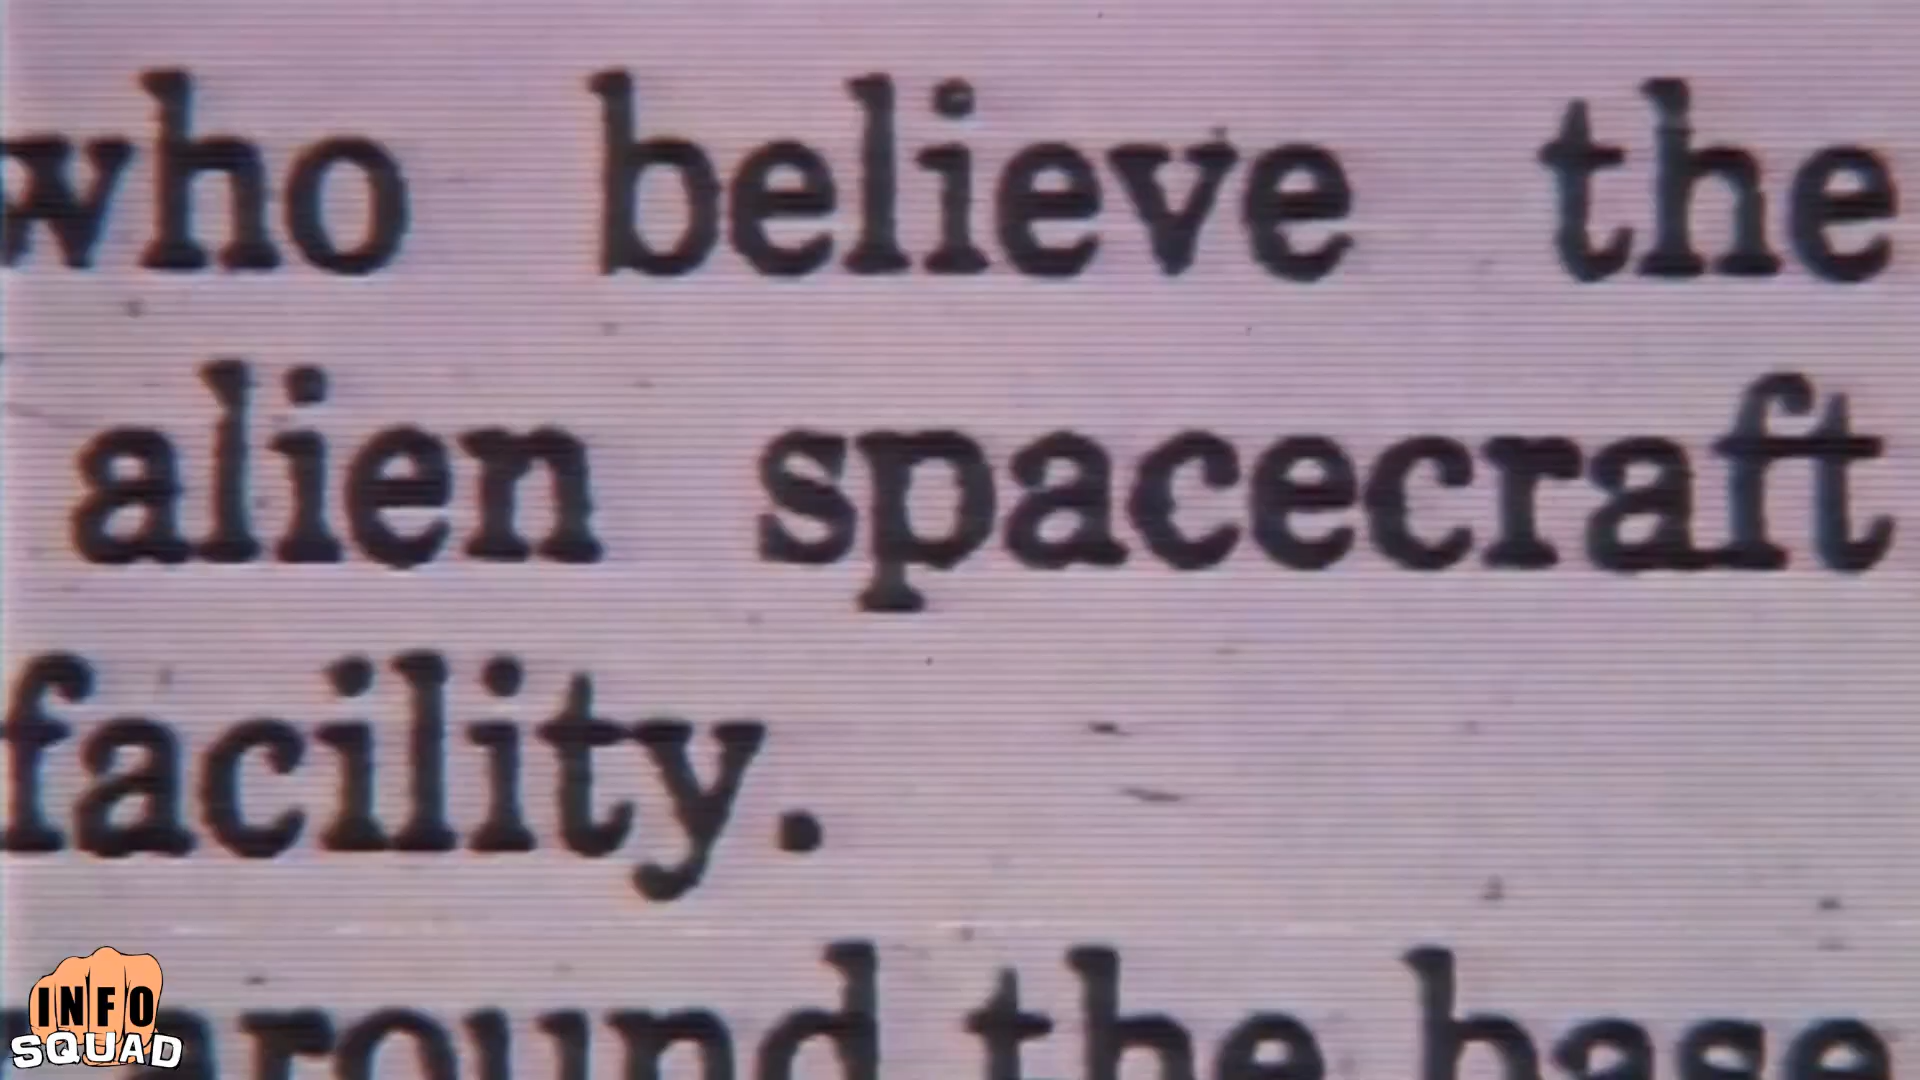 who believe the
alien spacecraft
facility.
around the base
INFO
SQUAD